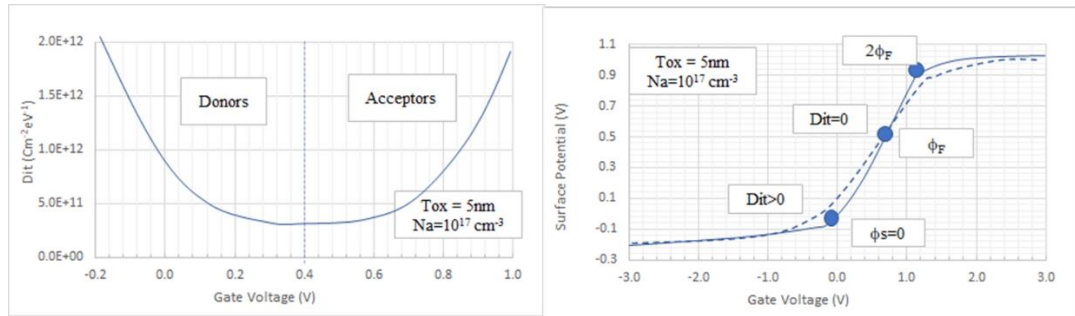 2.0E+12
1.5E+12
1.0E+12
5.0E+11
0.0E+00
Dit (Cm⁻²eV⁻¹)
Donors
Acceptors
Tox = 5nm
Na=10¹⁷ cm⁻³
-0.2 0.0 0.2 0.4 0.6 0.8 1.0
Gate Voltage (V)
1.1
0.9
0.7
0.5
0.3
0.1
-0.1
-0.3
Surface Potential (V)
Tox = 5nm
Na=10¹⁷ cm⁻³
2ϕF
Dit=0
ϕF
Dit>0
ϕs=0
-3.0 -2.0 -1.0 0.0 1.0 2.0 3.0
Gate Voltage (V)